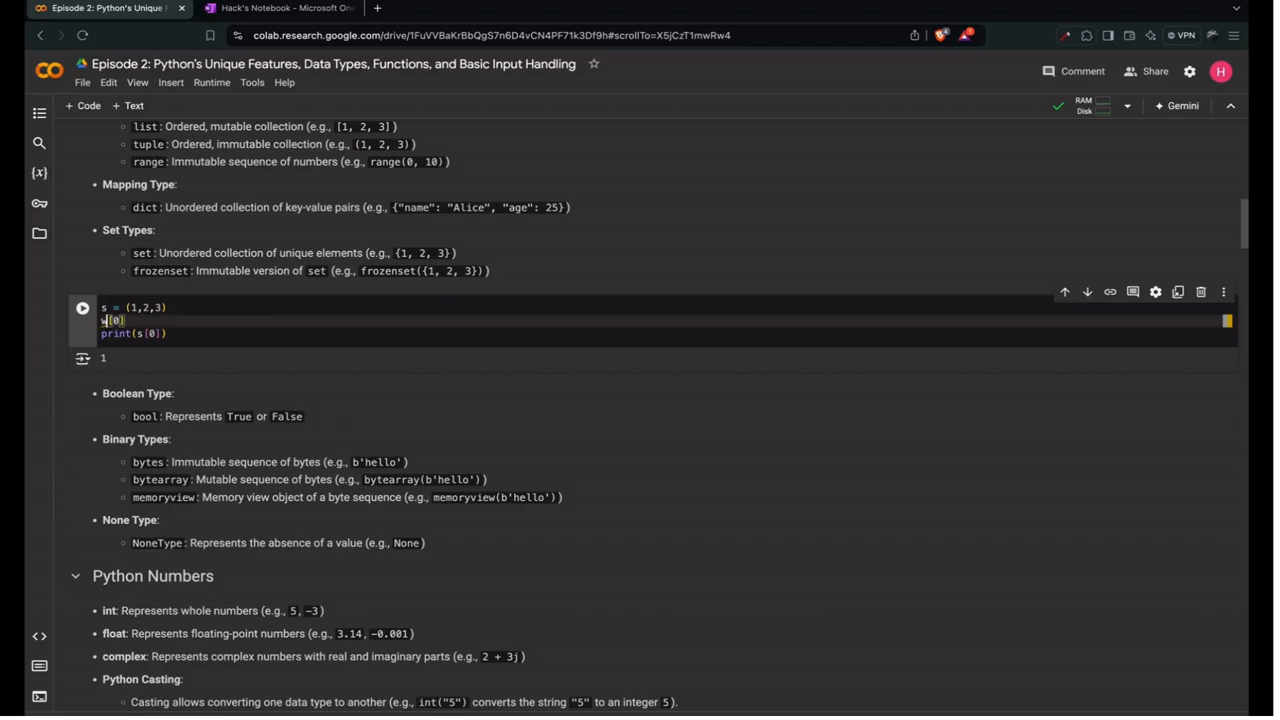 Episode 2: Python's Unique F
Hack's Notebook - Microsoft One
colab.research.google.com/drive/1FuVVBaKrBbQgS7n6D4vCN4PF71k3Df9h#scrollTo=X5jCzT1mwRw4
VPN
Episode 2: Python's Unique Features, Data Types, Functions, and Basic Input Handling
Comment
Share
H
File Edit View Insert Runtime Tools Help
+ Code + Text
RAM
Disk
Gemini
list: Ordered, mutable collection (e.g., [1, 2, 3])
tuple: Ordered, immutable collection (e.g., (1, 2, 3))
range: Immutable sequence of numbers (e.g., range(0, 10))
Mapping Type:
dict: Unordered collection of key-value pairs (e.g., {"name": "Alice", "age": 25})
Set Types:
set: Unordered collection of unique elements (e.g., {1, 2, 3})
frozenset: Immutable version of set (e.g., frozenset({1, 2, 3}))
s = (1,2,3)
w[0]
print(s[0])
1
Boolean Type:
bool: Represents True or False
Binary Types:
bytes: Immutable sequence of bytes (e.g., b'hello')
bytearray: Mutable sequence of bytes (e.g., bytearray(b'hello'))
memoryview: Memory view object of a byte sequence (e.g., memoryview(b'hello'))
None Type:
NoneType: Represents the absence of a value (e.g., None)
Python Numbers
int: Represents whole numbers (e.g., 5, -3)
float: Represents floating-point numbers (e.g., 3.14, -0.001)
complex: Represents complex numbers with real and imaginary parts (e.g., 2 + 3j)
Python Casting:
Casting allows converting one data type to another (e.g., int("5") converts the string "5" to an integer 5).